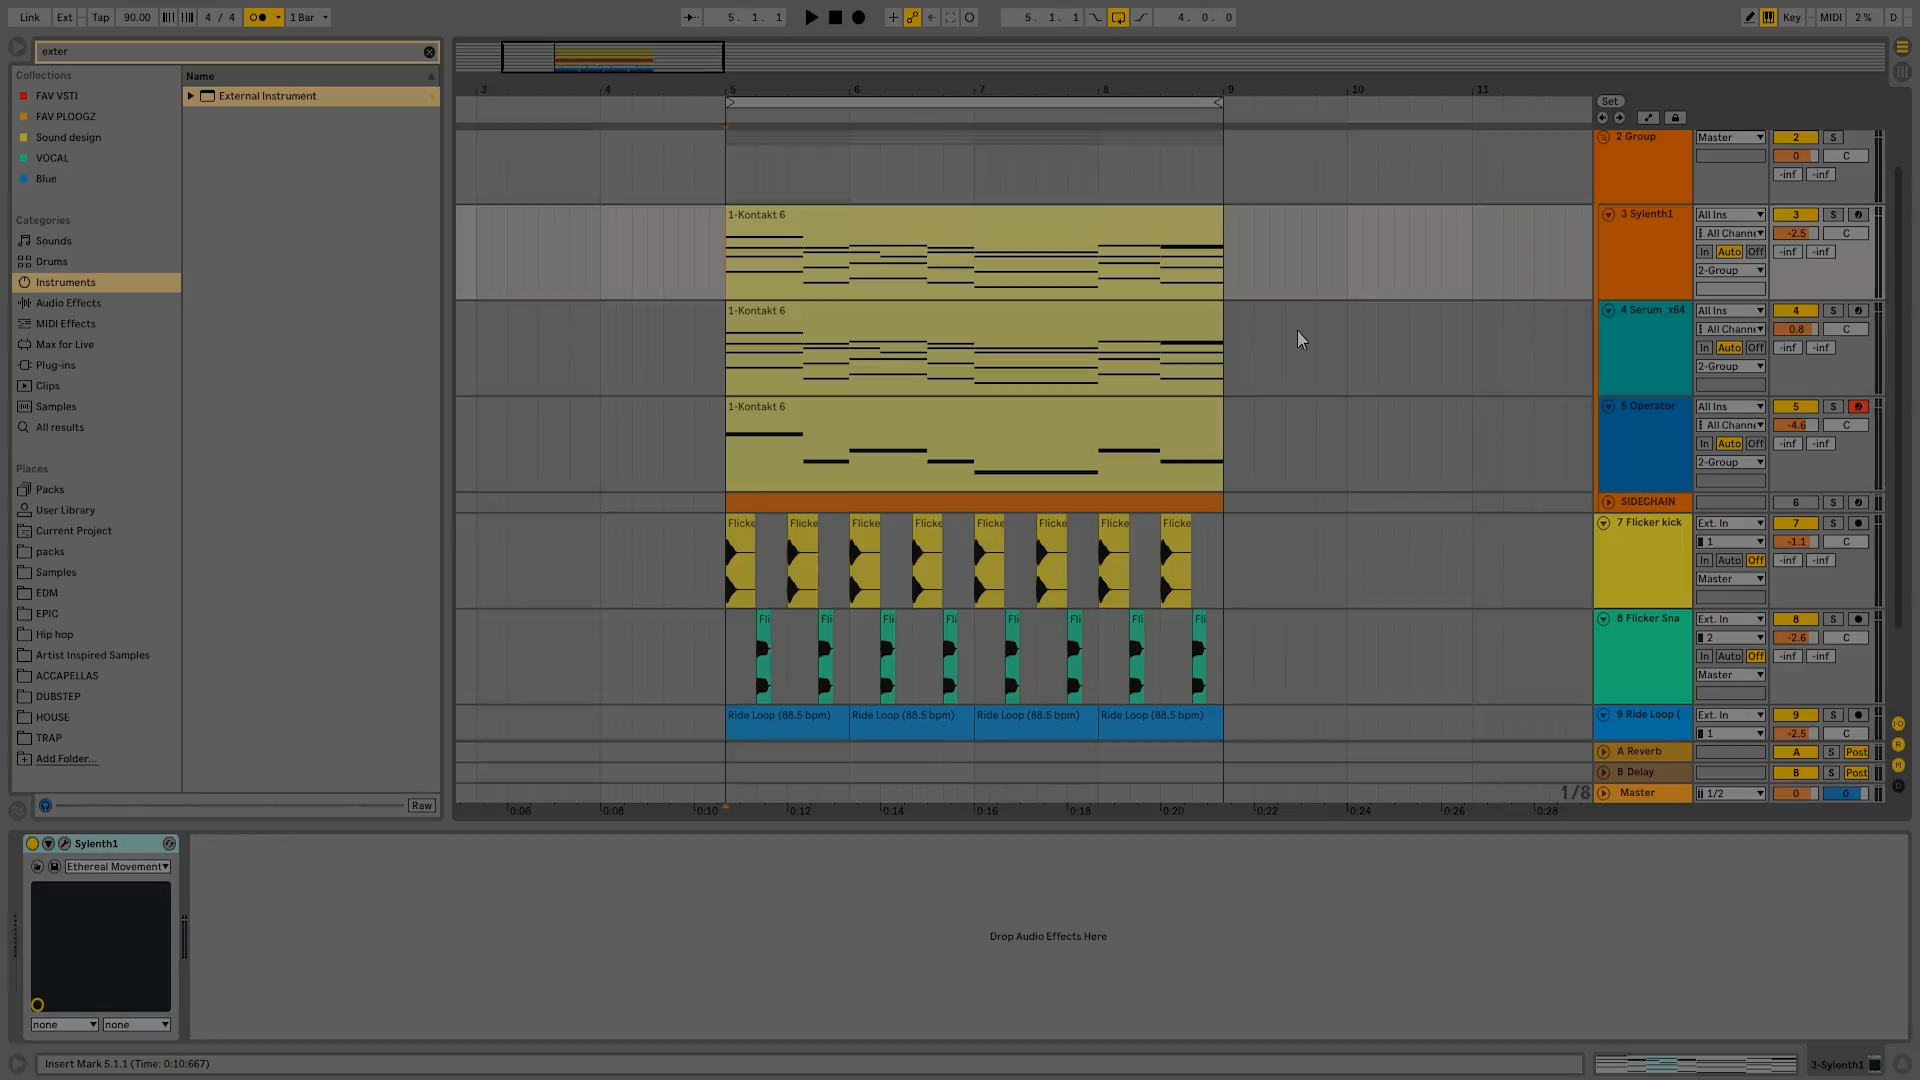 Link Ext Tap 90.00 4 / 4 1 Bar 5. 1. 1 5. 1. 1 4. 0. 0 Key MIDI 2 % D
exter
Collections
FAV VSTI
FAV PLOOGZ
Sound design
VOCAL
Blue
Categories
Sounds
Drums
Instruments
Audio Effects
MIDI Effects
Max for Live
Plug-ins
Clips
Samples
All results
Places
Packs
User Library
Current Project
packs
Samples
EDM
EPIC
Hip hop
Artist Inspired Samples
ACCAPELLAS
DUBSTEP
HOUSE
TRAP
Add Folder...
Raw
Name
External Instrument
3 4 5 6 7 8 9 10 11
Set
2 Group Master 2 S
0 C
-inf -inf
1-Kontakt 6
3 Sylenth1 All Ins 3 S
All Channe -2.5 C
In Auto Off -inf -inf
2-Group
1-Kontakt 6
4 Serum_x64 All Ins 4 S
All Channe 0.8 C
In Auto Off -inf -inf
2-Group
1-Kontakt 6
5 Operator All Ins 5 S
All Channe -4.6 C
In Auto Off -inf -inf
2-Group
SIDECHAIN 6 S
Flicke Flicke Flicke Flicke Flicke Flicke Flicke Flicke
7 Flicker kick Ext. In 7 S
1 -1.1 C
In Auto Off -inf -inf
Master
Fli Fli Fli Fli Fli Fli Fli Fli
8 Flicker Sna Ext. In 8 S
2 -2.6 C
In Auto Off -inf -inf
Master
Ride Loop (88.5 bpm) Ride Loop (88.5 bpm) Ride Loop (88.5 bpm) Ride Loop (88.5 bpm)
9 Ride Loop ( Ext. In 9 S
1 -2.5 C
A Reverb A S Post
B Delay B S Post
1/8 Master 1/2 0 0
0:06 0:08 0:10 0:12 0:14 0:16 0:18 0:20 0:22 0:24 0:26 0:28
Sylenth1
Ethereal Movement
none none
Drop Audio Effects Here
Insert Mark 5.1.1 (Time: 0:10:667)
3-Sylenth1